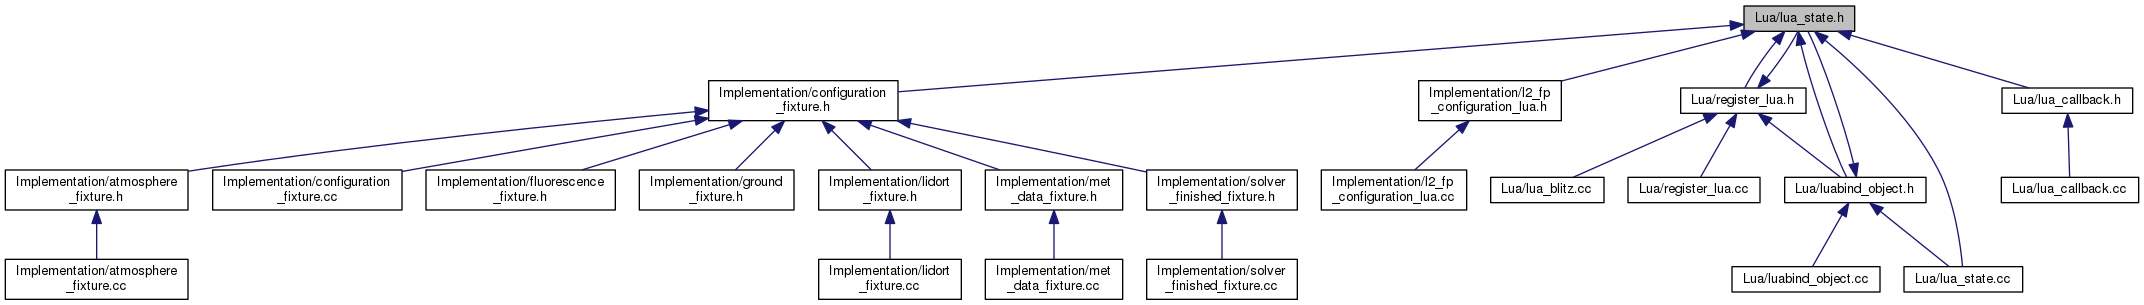 Lua/lua_state.h
Implementation/configuration
_fixture.h
Implementation/l2_fp
_configuration_lua.h
Lua/register_lua.h
Lua/lua_callback.h
Implementation/atmosphere
_fixture.h
Implementation/configuration
_fixture.cc
Implementation/fluorescence
_fixture.h
Implementation/ground
_fixture.h
Implementation/lidort
_fixture.h
Implementation/met
_data_fixture.h
Implementation/solver
_finished_fixture.h
Implementation/l2_fp
_configuration_lua.cc
Lua/lua_blitz.cc
Lua/register_lua.cc
Lua/luabind_object.h
Lua/lua_callback.cc
Implementation/atmosphere
_fixture.cc
Implementation/lidort
_fixture.cc
Implementation/met
_data_fixture.cc
Implementation/solver
_finished_fixture.cc
Lua/luabind_object.cc
Lua/lua_state.cc